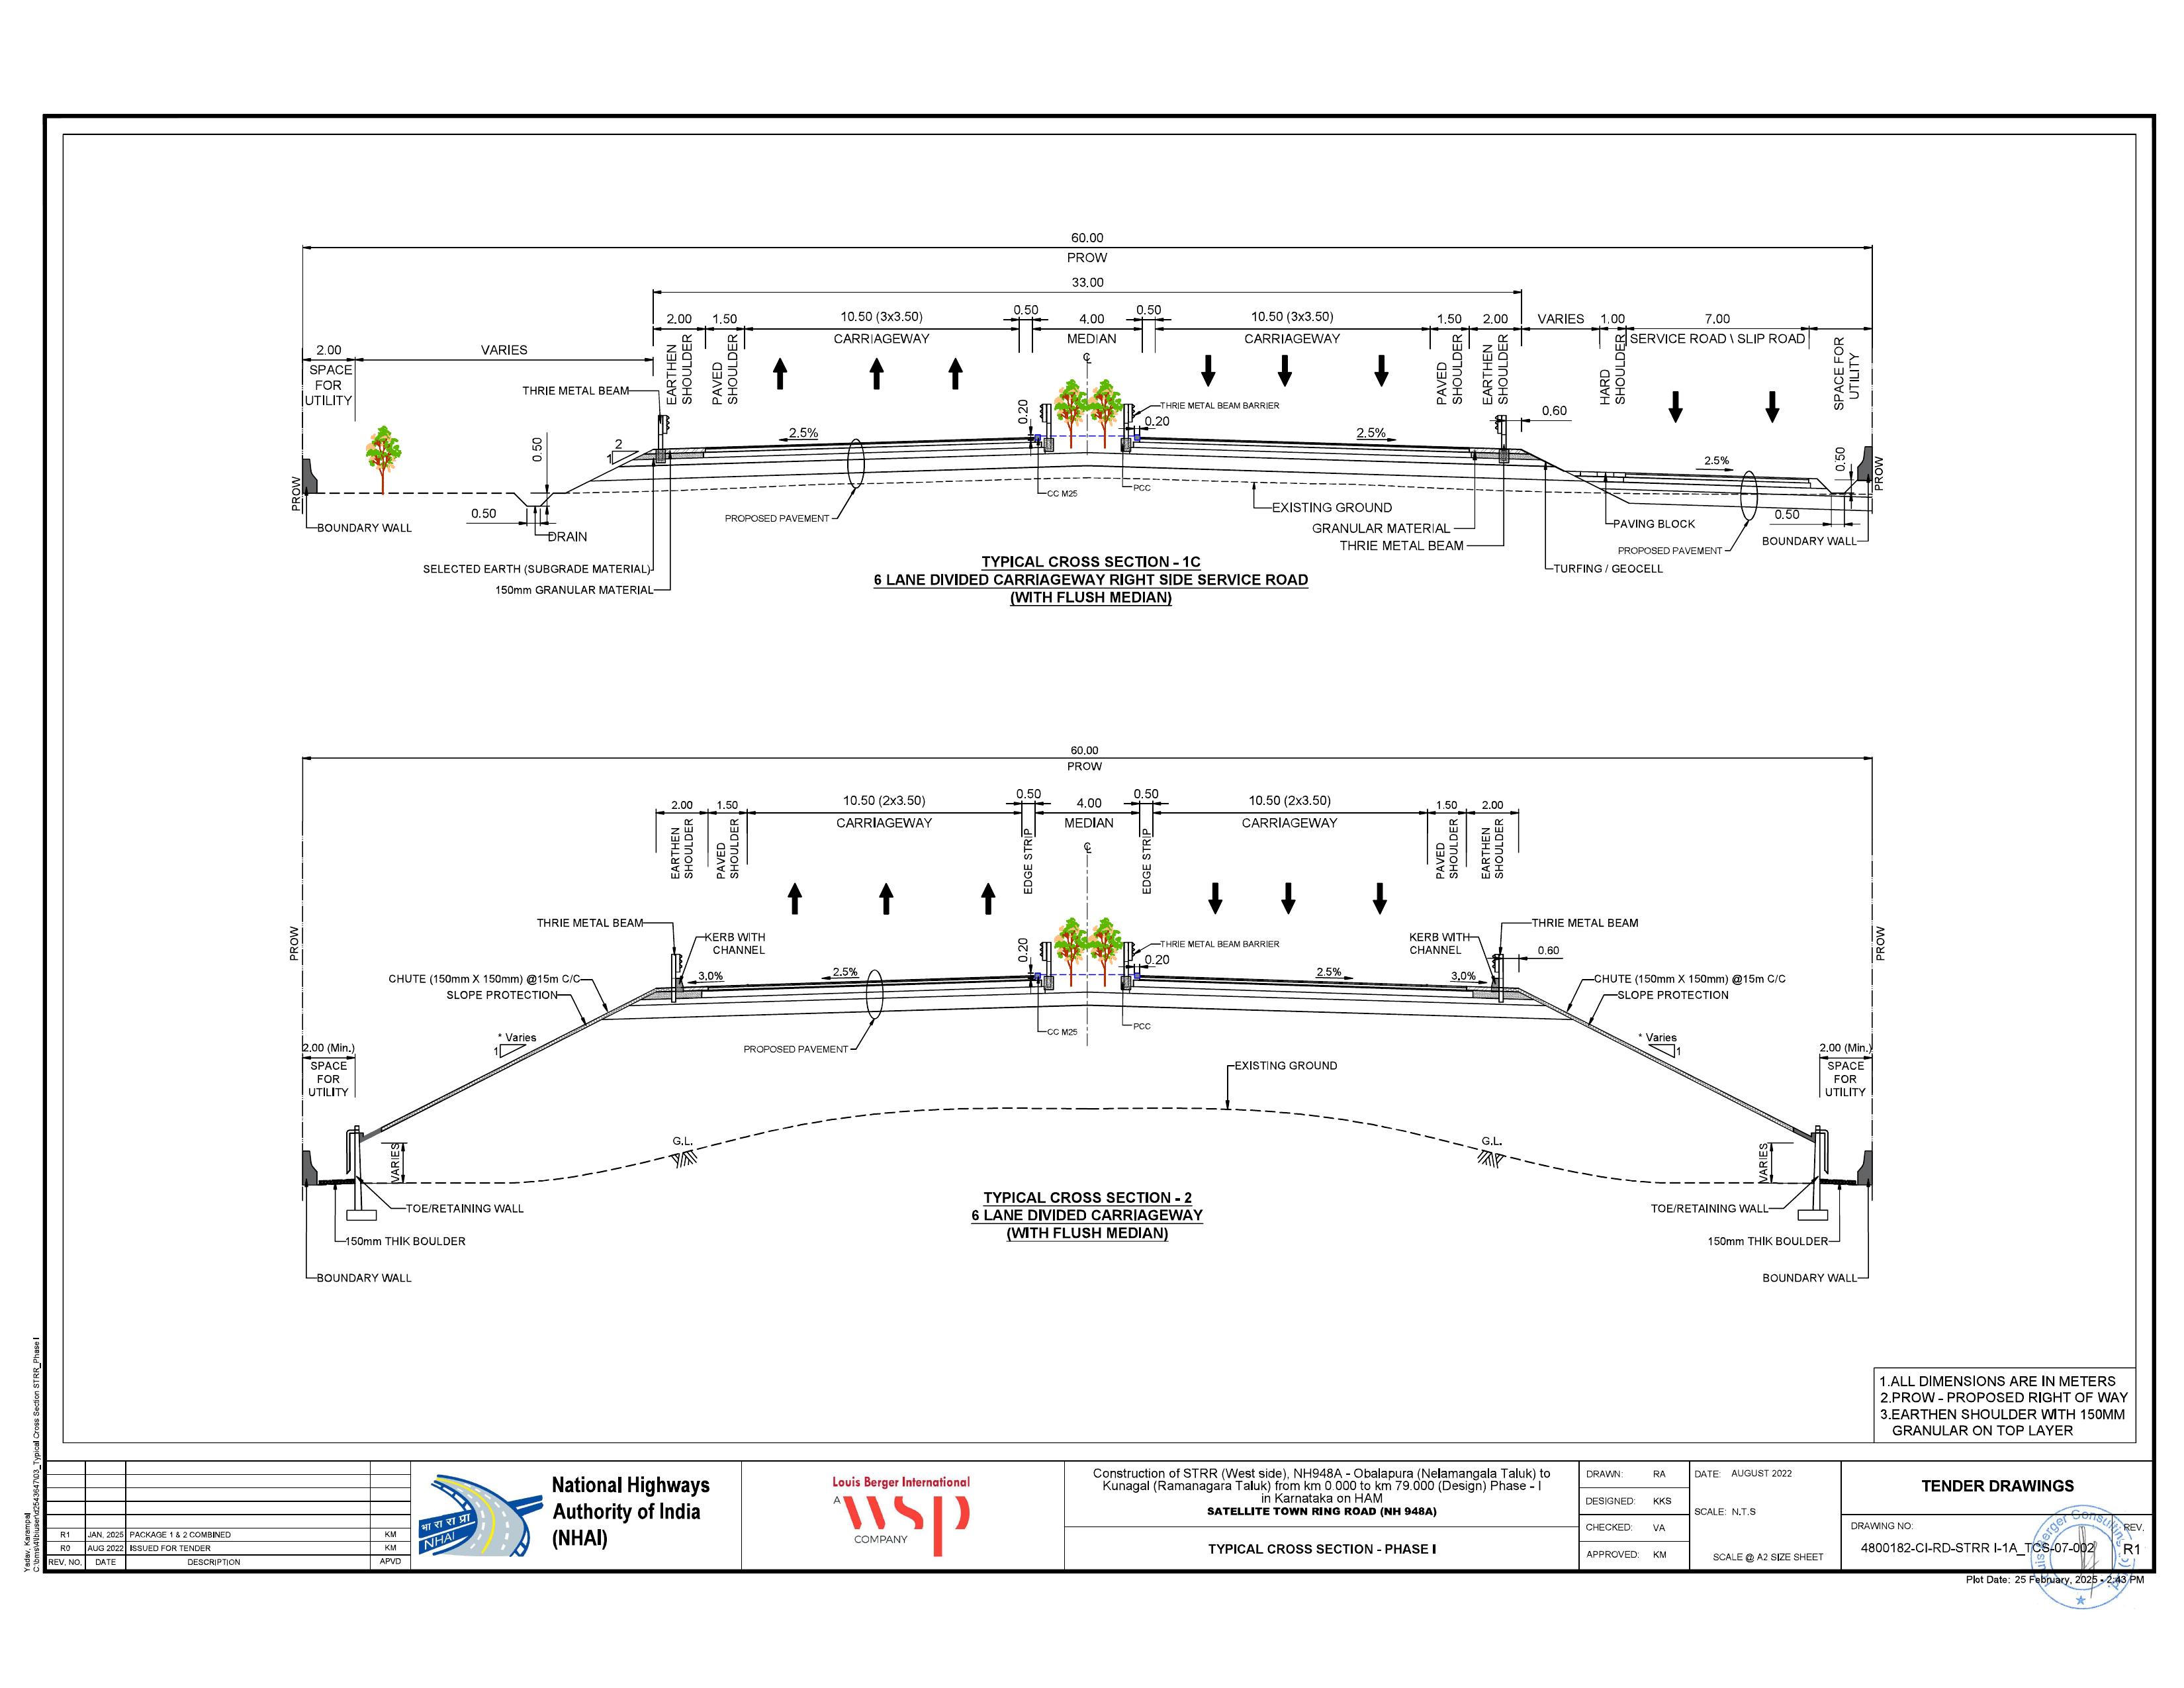 60.00
PROW
33.00
2.00
1.50
10.50 (3x3.50)
0.50
4.00
0.50
10.50 (3x3.50)
1.50
2.00
VARIES
1.00
7.00
EARTHEN
SHOULDER
PAVED
SHOULDER
CARRIAGEWAY
MEDIAN
CARRIAGEWAY
PAVED
SHOULDER
EARTHEN
SHOULDER
HARD
SHOULDER
SERVICE ROAD \ SLIP ROAD
SPACE FOR
UTILITY
2.00
VARIES
SPACE
FOR
UTILITY
THRIE METAL BEAM
THRIE METAL BEAM BARRIER
0.20
0.20
0.60
0.50
2
1
2.5%
2.5%
2.5%
0.50
PROW
PROW
0.50
BOUNDARY WALL
DRAIN
PROPOSED PAVEMENT
CC M25
PCC
EXISTING GROUND
GRANULAR MATERIAL
THRIE METAL BEAM
PAVING BLOCK
0.50
PROPOSED PAVEMENT
BOUNDARY WALL
TURFING / GEOCELL
SELECTED EARTH (SUBGRADE MATERIAL)
150mm GRANULAR MATERIAL
TYPICAL CROSS SECTION - 1C
6 LANE DIVIDED CARRIAGEWAY RIGHT SIDE SERVICE ROAD
(WITH FLUSH MEDIAN)
60.00
PROW
2.00
1.50
10.50 (2x3.50)
0.50
4.00
0.50
10.50 (2x3.50)
1.50
2.00
EARTHEN
SHOULDER
PAVED
SHOULDER
CARRIAGEWAY
EDGE STRIP
MEDIAN
EDGE STRIP
CARRIAGEWAY
PAVED
SHOULDER
EARTHEN
SHOULDER
PROW
PROW
THRIE METAL BEAM
KERB WITH
CHANNEL
0.20
THRIE METAL BEAM BARRIER
0.20
KERB WITH
CHANNEL
THRIE METAL BEAM
0.60
CHUTE (150mm X 150mm) @15m C/C
SLOPE PROTECTION
3.0%
2.5%
2.5%
3.0%
CHUTE (150mm X 150mm) @15m C/C
SLOPE PROTECTION
* Varies
1
* Varies
1
CC M25
PCC
PROPOSED PAVEMENT
2.00 (Min.)
SPACE
FOR
UTILITY
EXISTING GROUND
2.00 (Min.)
SPACE
FOR
UTILITY
VARIES
G.L.
G.L.
VARIES
TOE/RETAINING WALL
TOE/RETAINING WALL
150mm THIK BOULDER
150mm THIK BOULDER
BOUNDARY WALL
BOUNDARY WALL
TYPICAL CROSS SECTION - 2
6 LANE DIVIDED CARRIAGEWAY
(WITH FLUSH MEDIAN)
1.ALL DIMENSIONS ARE IN METERS
2.PROW - PROPOSED RIGHT OF WAY
3.EARTHEN SHOULDER WITH 150MM
GRANULAR ON TOP LAYER
R1 JAN, 2025 PACKAGE 1 & 2 COMBINED KM
R0 AUG 2022 ISSUED FOR TENDER KM
REV, NO, DATE DESCRIPTION APVD
भा रा रा प्रा
NHAI
National Highways
Authority of India
(NHAI)
Louis Berger International
A
WSP
COMPANY
Construction of STRR (West side), NH948A - Obalapura (Nelamangala Taluk) to
Kunagal (Ramanagara Taluk) from km 0.000 to km 79.000 (Design) Phase - I
in Karnataka on HAM
SATELLITE TOWN RING ROAD (NH 948A)
TYPICAL CROSS SECTION - PHASE I
DRAWN: RA
DESIGNED: KKS
CHECKED: VA
APPROVED: KM
DATE: AUGUST 2022
SCALE: N.T.S
SCALE @ A2 SIZE SHEET
TENDER DRAWINGS
DRAWING NO:
REV.
4800182-CI-RD-STRR I-1A_TCS-07-002
R1
Plot Date: 25 February, 2025 - 2:43 PM
Yadav, Karampal